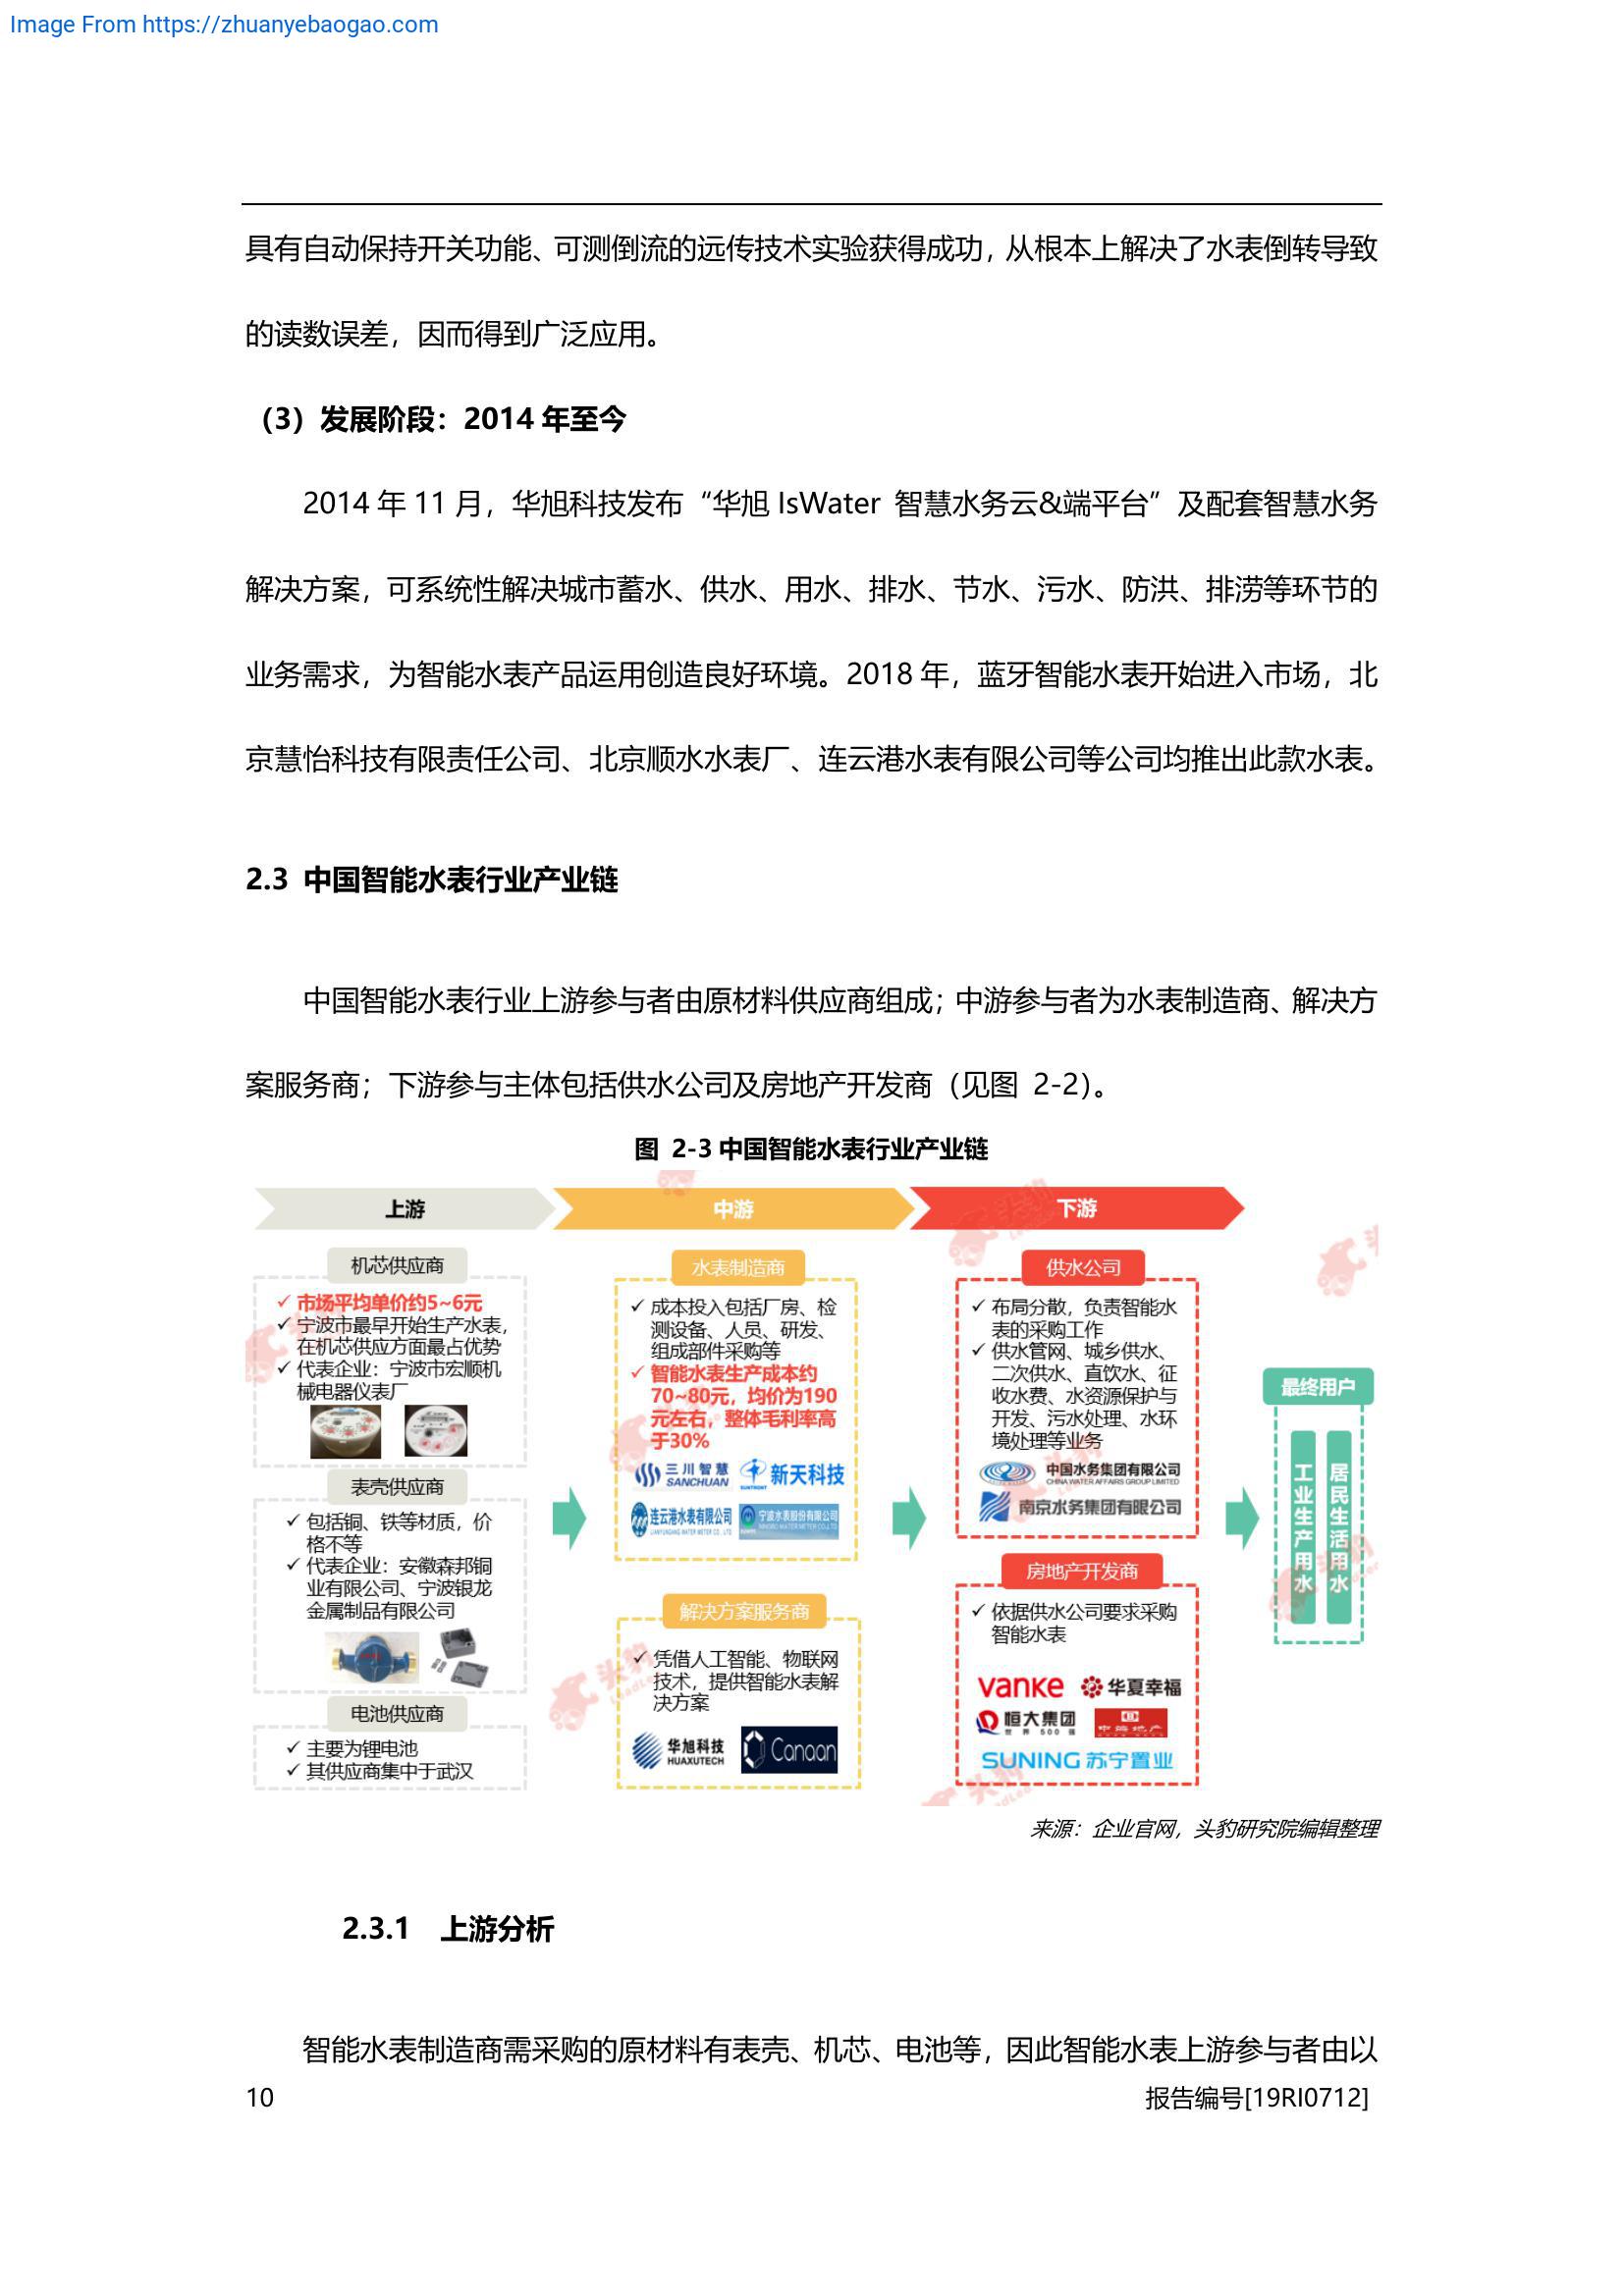 Image From https://zhuanyebaogao.com
具有自动保持开关功能、可测倒流的远传技术实验获得成功，从根本上解决了水表倒转导致
的读数误差，因而得到广泛应用。
（3）发展阶段：2014 年至今
2014 年 11 月，华旭科技发布“华旭 IsWater 智慧水务云&端平台”及配套智慧水务
解决方案，可系统性解决城市蓄水、供水、用水、排水、节水、污水、防洪、排涝等环节的
业务需求，为智能水表产品运用创造良好环境。2018 年，蓝牙智能水表开始进入市场，北
京慧怡科技有限责任公司、北京顺水水表厂、连云港水表有限公司等公司均推出此款水表。
2.3 中国智能水表行业产业链
中国智能水表行业上游参与者由原材料供应商组成；中游参与者为水表制造商、解决方
案服务商；下游参与主体包括供水公司及房地产开发商（见图 2-2）。
图 2-3 中国智能水表行业产业链
上游
机芯供应商
✓ 市场平均单价约5~6元
✓ 宁波市最早开始生产水表，
在机芯供应方面最占优势
✓ 代表企业：宁波市宏顺机
械电器仪表厂
表壳供应商
✓ 包括铜、铁等材质，价
格不等
✓ 代表企业：安徽森邦铜
业有限公司、宁波银龙
金属制品有限公司
电池供应商
✓ 主要为锂电池
✓ 其供应商集中于武汉
中游
水表制造商
✓ 成本投入包括厂房、检
测设备、人员、研发、
组成部件采购等
✓ 智能水表生产成本约
70~80元，均价为190
元左右，整体毛利率高
于30%
三川智慧
SANCHUAN
新天科技
SUNTRONT
连云港水表有限公司
LIANYUNGANG WATER METER CO., LTD
宁波水表股份有限公司
NINGBO WATER METER CO.,LTD
解决方案服务商
✓ 凭借人工智能、物联网
技术，提供智能水表解
决方案
华旭科技
HUAXUTECH
Canaan
下游
供水公司
✓ 布局分散，负责智能水
表的采购工作
✓ 供水管网、城乡供水、
二次供水、直饮水、征
收水费、水资源保护与
开发、污水处理、水环
境处理等业务
中国水务集团有限公司
CHINA WATER AFFAIRS GROUP LIMITED
南京水务集团有限公司
房地产开发商
✓ 依据供水公司要求采购
智能水表
vanke 华夏幸福
恒大集团
世界500强
SUNING 苏宁置业
最终用户
工业生产用水
居民生活用水
来源：企业官网，头豹研究院编辑整理
2.3.1 上游分析
智能水表制造商需采购的原材料有表壳、机芯、电池等，因此智能水表上游参与者由以
10
报告编号[19RI0712]